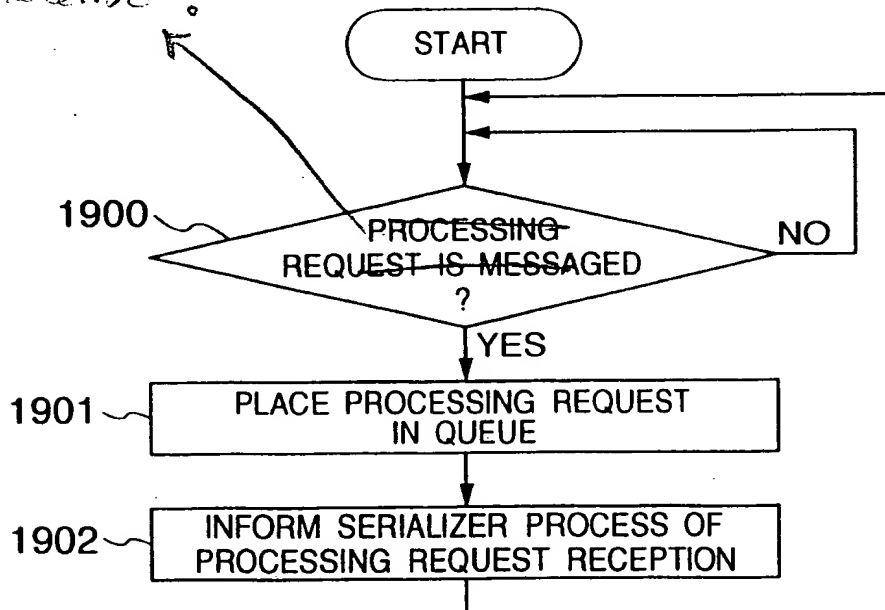 START
1900
PROCESSING
REQUEST IS MESSAGED
?
NO
YES
1901
PLACE PROCESSING REQUEST
IN QUEUE
1902
INFORM SERIALIZER PROCESS OF
PROCESSING REQUEST RECEPTION